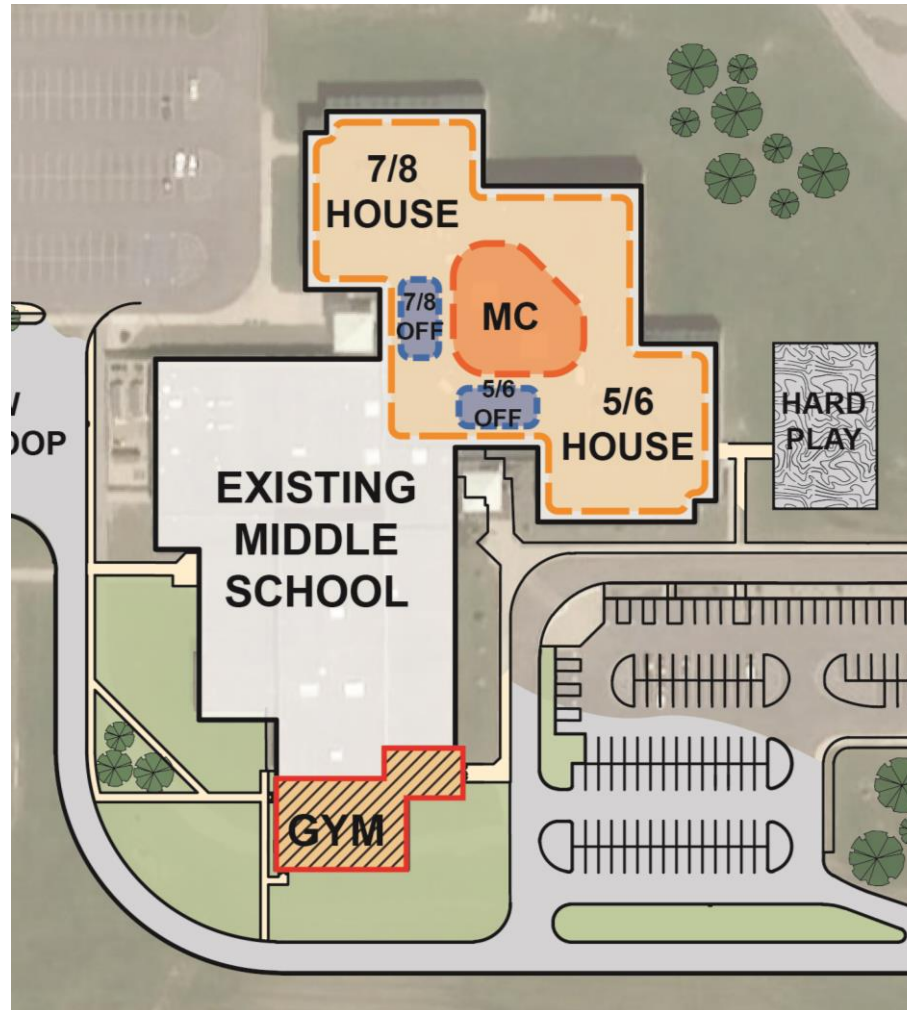 7/8
HOUSE
7/8
OFF
MC
5/6
OFF
5/6
HOUSE
HARD
PLAY
OOP
EXISTING
MIDDLE
SCHOOL
GYM